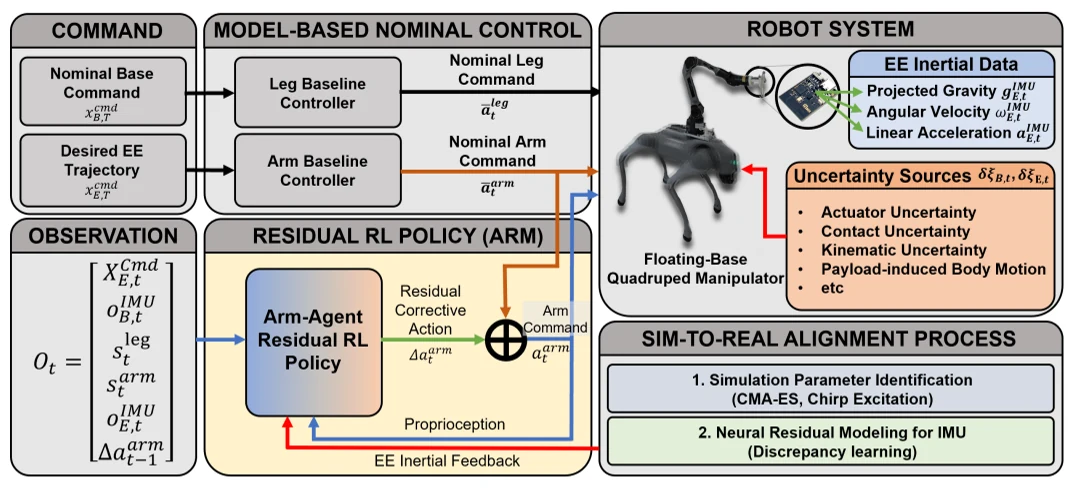 COMMAND
Nominal Base
Command
x_{B,T}^{cmd}
Desired EE
Trajectory
x_{E,T}^{cmd}
MODEL-BASED NOMINAL CONTROL
Leg Baseline
Controller
Nominal Leg
Command
\overline{a}_t^{leg}
Arm Baseline
Controller
Nominal Arm
Command
\overline{a}_t^{arm}
ROBOT SYSTEM
EE Inertial Data
Projected Gravity g_{E,t}^{IMU}
Angular Velocity ω_{E,t}^{IMU}
Linear Acceleration a_{E,t}^{IMU}
Uncertainty Sources δξ_{B,t}, δξ_{E,t}
• Actuator Uncertainty
• Contact Uncertainty
• Kinematic Uncertainty
• Payload-induced Body Motion
• etc
Floating-Base
Quadruped Manipulator
OBSERVATION
O_t =
X_{E,t}^{Cmd}
o_{B,t}^{IMU}
s_t^{leg}
s_t^{arm}
o_{E,t}^{IMU}
Δa_{t-1}^{arm}
RESIDUAL RL POLICY (ARM)
Arm-Agent
Residual RL
Policy
Residual
Corrective
Action
Δa_t^{arm}
Arm
Command
a_t^{arm}
Proprioception
EE Inertial Feedback
SIM-TO-REAL ALIGNMENT PROCESS
1. Simulation Parameter Identification
(CMA-ES, Chirp Excitation)
2. Neural Residual Modeling for IMU
(Discrepancy learning)